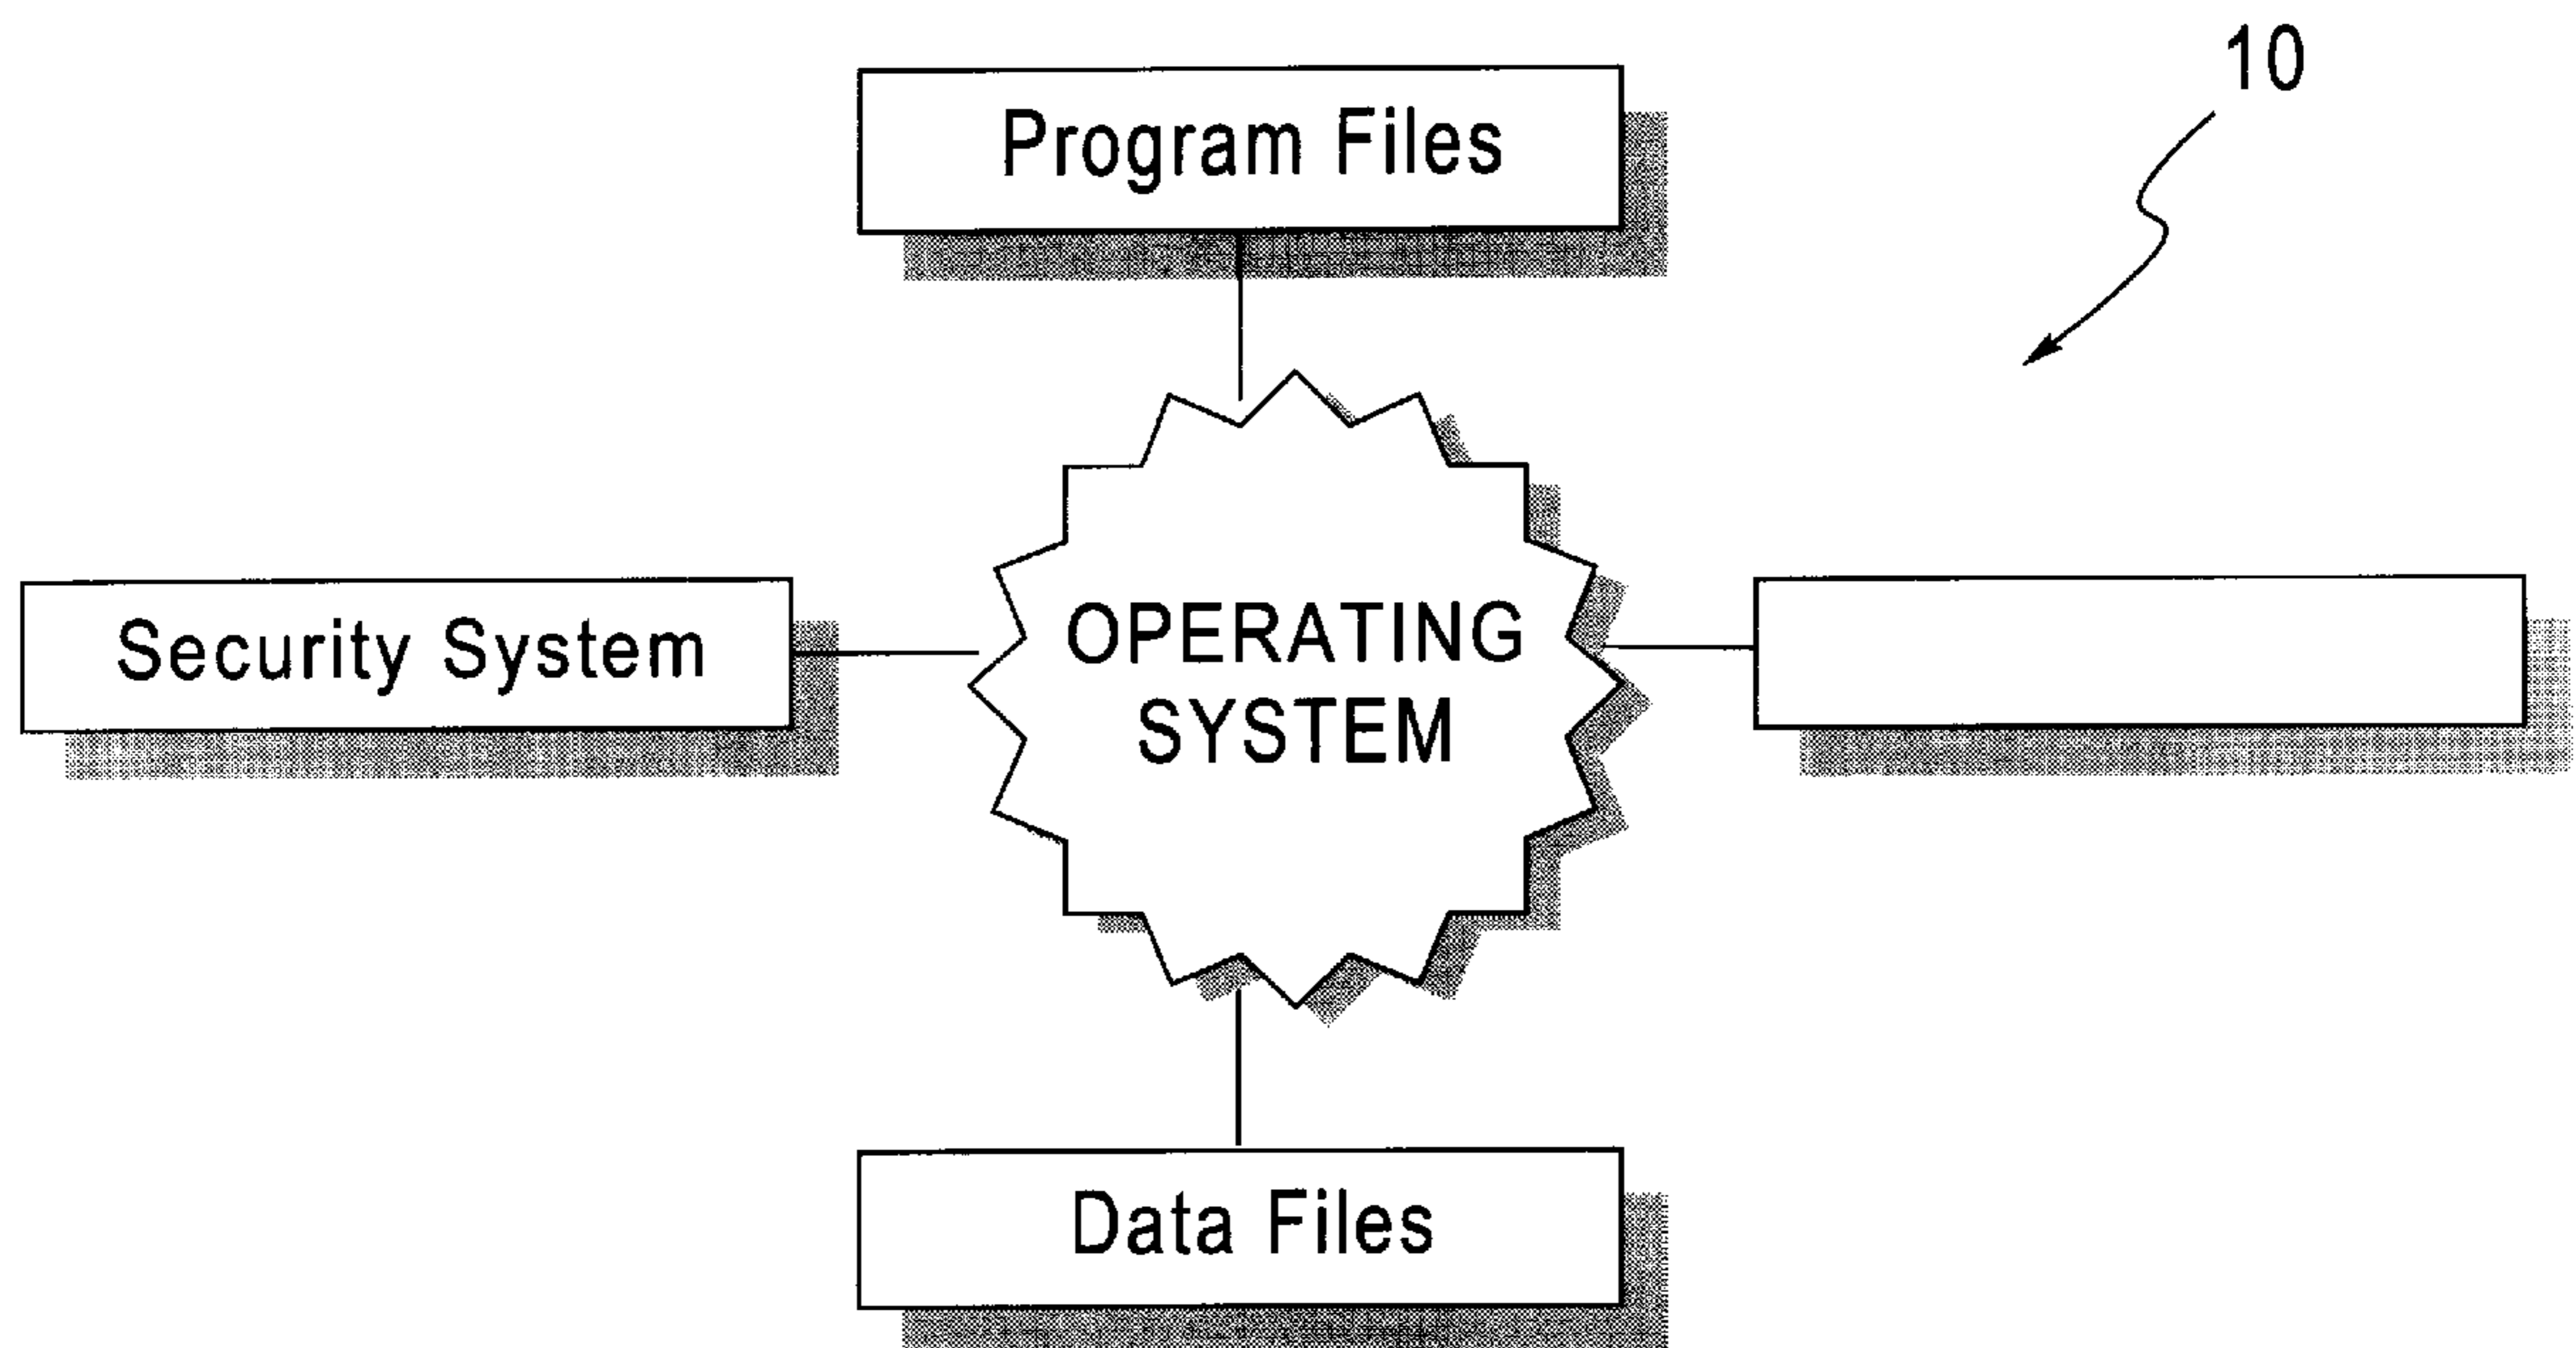 10
Program Files
Security System
OPERATING
SYSTEM
Data Files